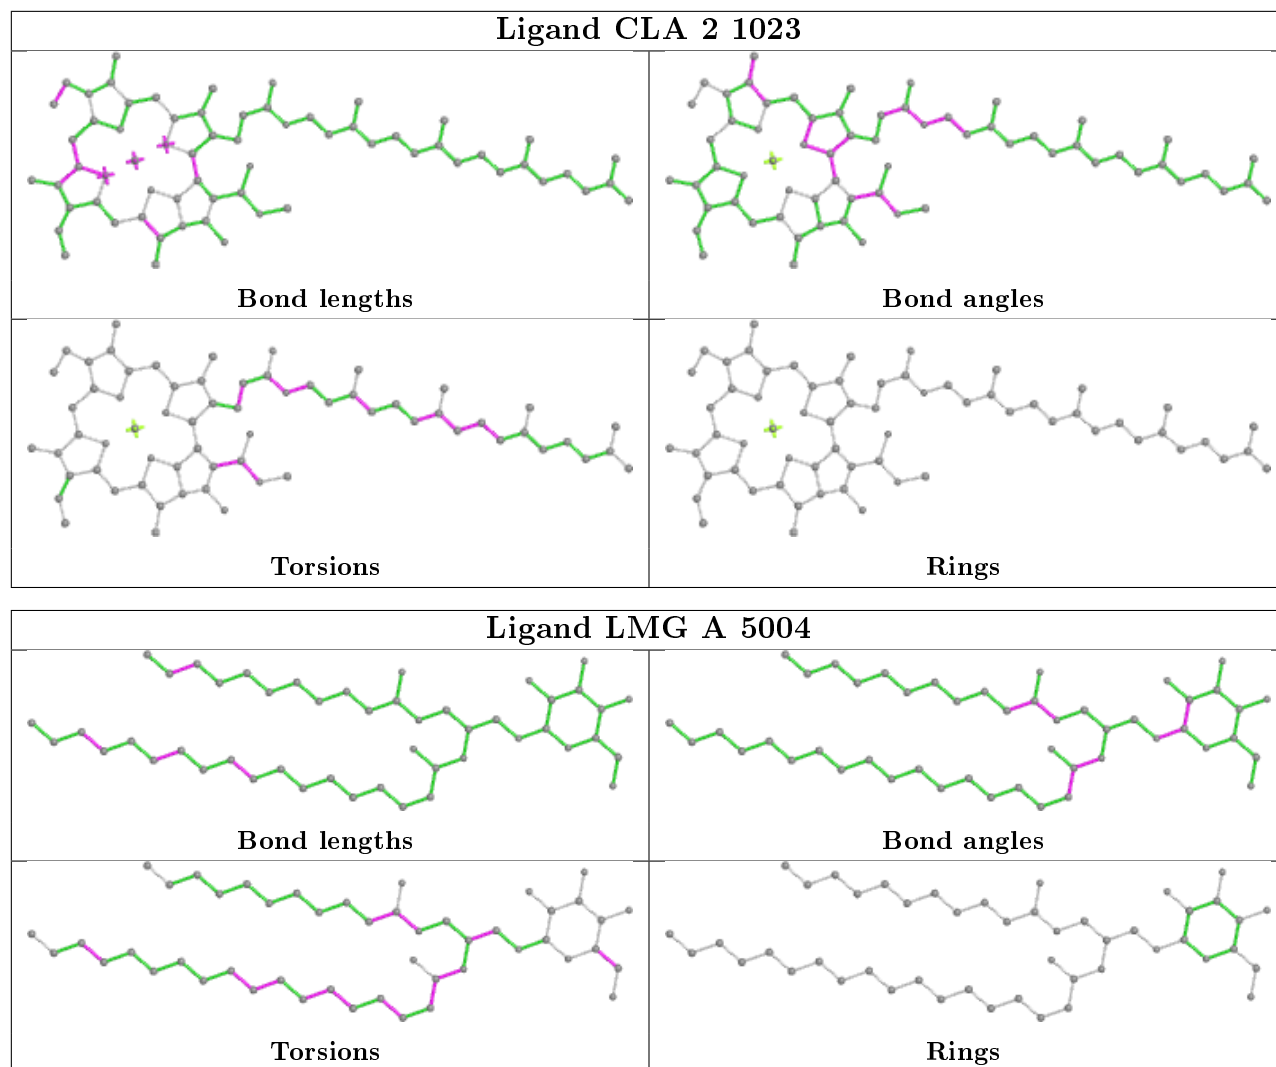 Ligand CLA 2 1023
Bond lengths
Bond angles
Torsions
Rings
Ligand LMG A 5004
Bond lengths
Bond angles
Torsions
Rings